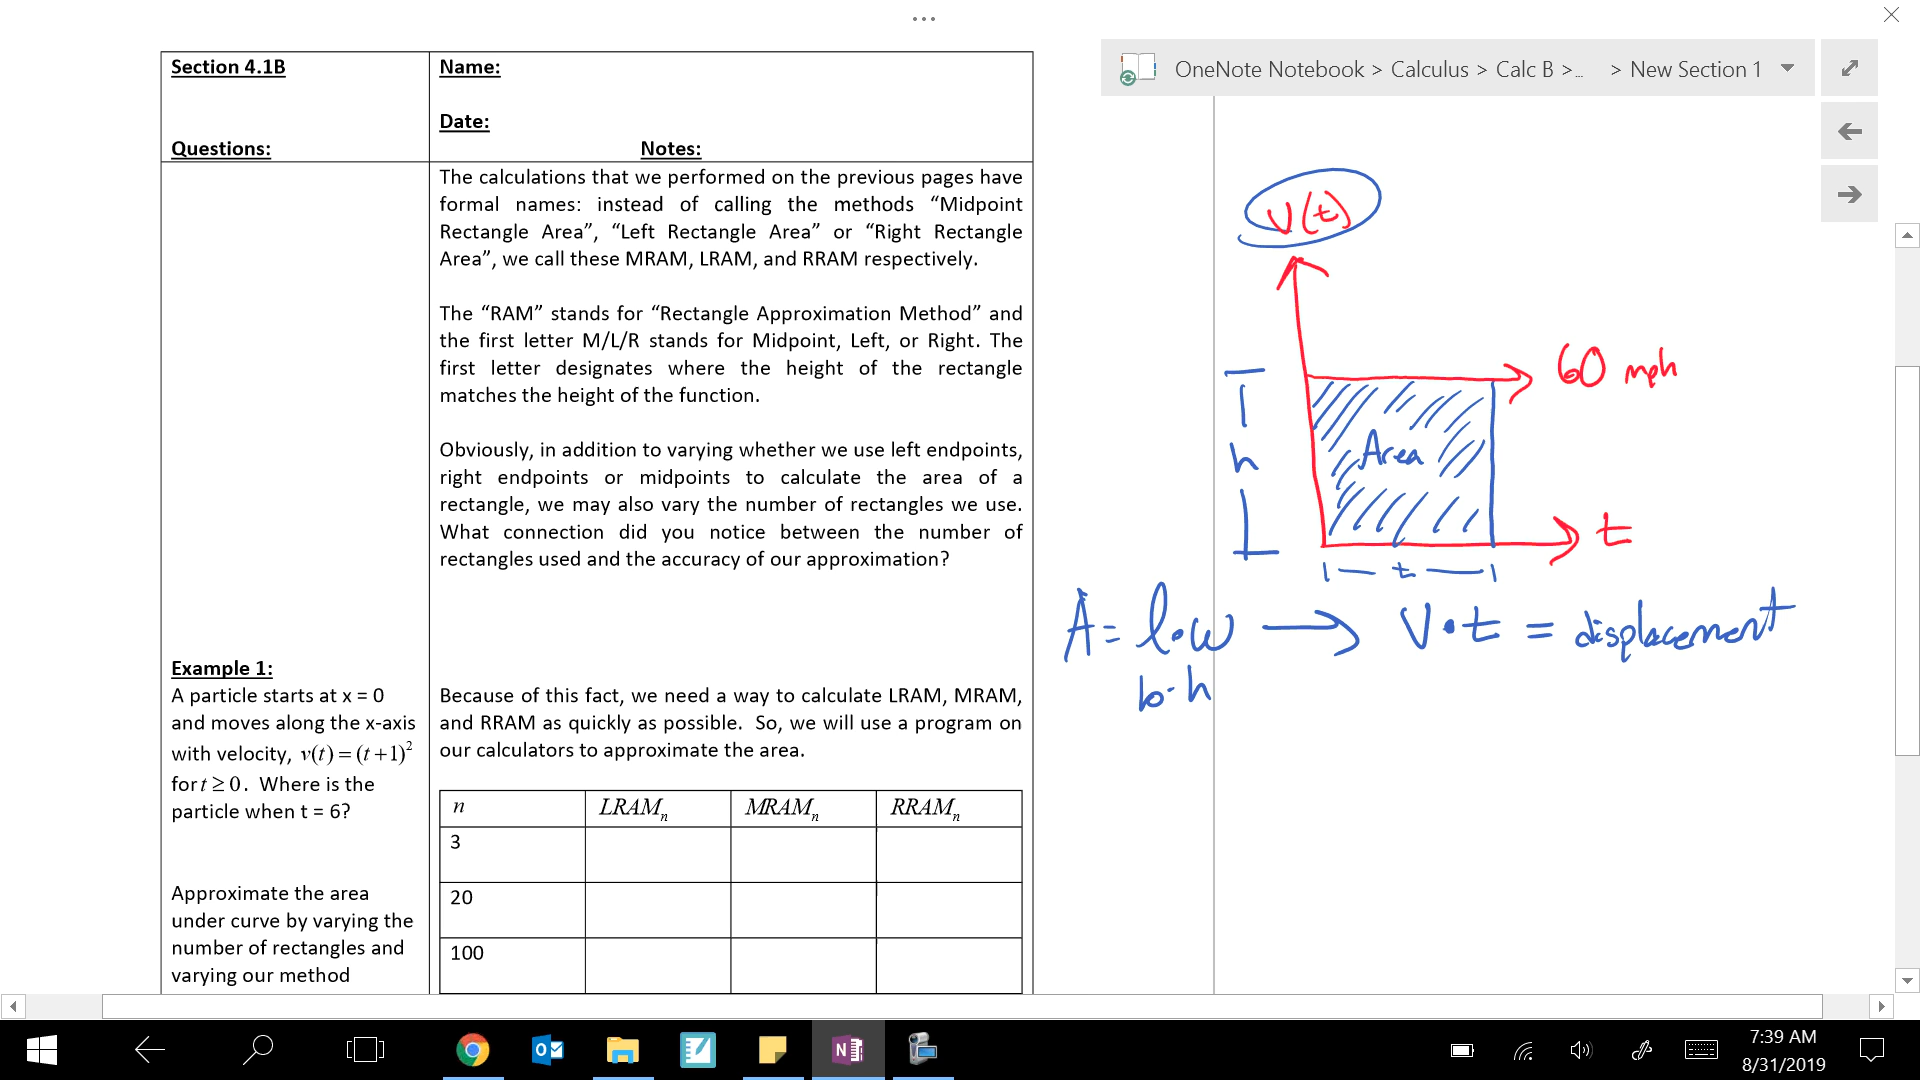 Section 4.1B
Name:
Date:
Questions:
Notes:
The calculations that we performed on the previous pages have
formal names: instead of calling the methods “Midpoint
Rectangle Area”, “Left Rectangle Area” or “Right Rectangle
Area”, we call these MRAM, LRAM, and RRAM respectively.
The “RAM” stands for “Rectangle Approximation Method” and
the first letter M/L/R stands for Midpoint, Left, or Right. The
first letter designates where the height of the rectangle
matches the height of the function.
Obviously, in addition to varying whether we use left endpoints,
right endpoints or midpoints to calculate the area of a
rectangle, we may also vary the number of rectangles we use.
What connection did you notice between the number of
rectangles used and the accuracy of our approximation?
Example 1:
A particle starts at x = 0
and moves along the x-axis
with velocity, v(t) = (t+1)²
for t ≥ 0. Where is the
particle when t = 6?
Approximate the area
under curve by varying the
number of rectangles and
varying our method
Because of this fact, we need a way to calculate LRAM, MRAM,
and RRAM as quickly as possible. So, we will use a program on
our calculators to approximate the area.
n LRAMₙ MRAMₙ RRAMₙ
3
20
100
OneNote Notebook > Calculus > Calc B >... > New Section 1
v(t)
60 mph
h
Area
t
t
A = l·w → V·t = displacement
b·h
7:39 AM
8/31/2019